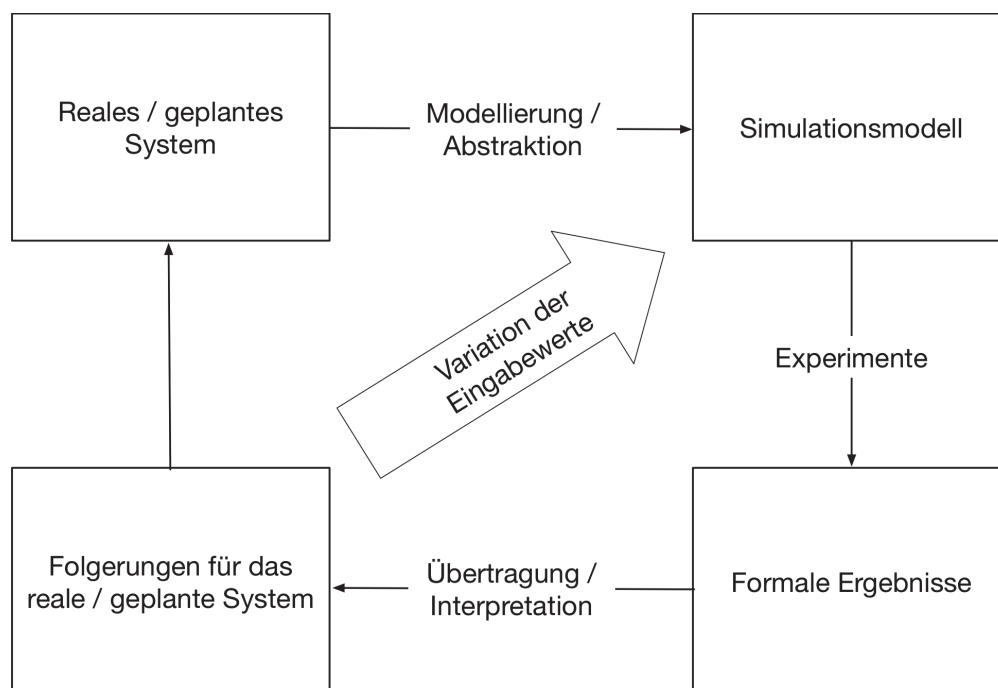 Reales / geplantes
System
Modellierung /
Abstraktion
Simulationsmodell
Variation der
Eingabewerte
Experimente
Folgerungen für das
reale / geplante System
Übertragung /
Interpretation
Formale Ergebnisse